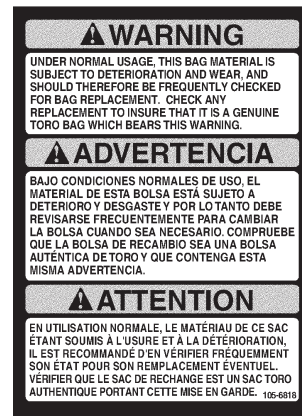 WARNING
UNDER NORMAL USAGE, THIS BAG MATERIAL IS
SUBJECT TO DETERIORATION AND WEAR, AND
SHOULD THEREFORE BE FREQUENTLY CHECKED
FOR BAG REPLACEMENT. CHECK ANY
REPLACEMENT TO INSURE THAT IT IS A GENUINE
TORO BAG WHICH BEARS THIS WARNING.
ADVERTENCIA
BAJO CONDICIONES NORMALES DE USO, EL
MATERIAL DE ESTA BOLSA ESTÁ SUJETO A
DETERIORO Y DESGASTE Y POR LO TANTO DEBE
REVISARSE FRECUENTEMENTE PARA CAMBIAR
LA BOLSA CUANDO SEA NECESARIO. COMPRUEBE
QUE LA BOLSA DE RECAMBIO SEA UNA BOLSA
AUTÉNTICA DE TORO Y QUE CONTENGA ESTA
MISMA ADVERTENCIA.
ATTENTION
EN UTILISATION NORMALE, LE MATÉRIAU DE CE SAC
ÉTANT SOUMIS À L'USURE ET À LA DÉTÉRIORATION,
IL EST RECOMMANDÉ D'EN VÉRIFIER FRÉQUEMMENT
SON ÉTAT POUR SON REMPLACEMENT ÉVENTUEL.
VÉRIFIER QUE LE SAC DE RECHANGE EST UN SAC TORO
AUTHENTIQUE PORTANT CETTE MISE EN GARDE. 105-6818